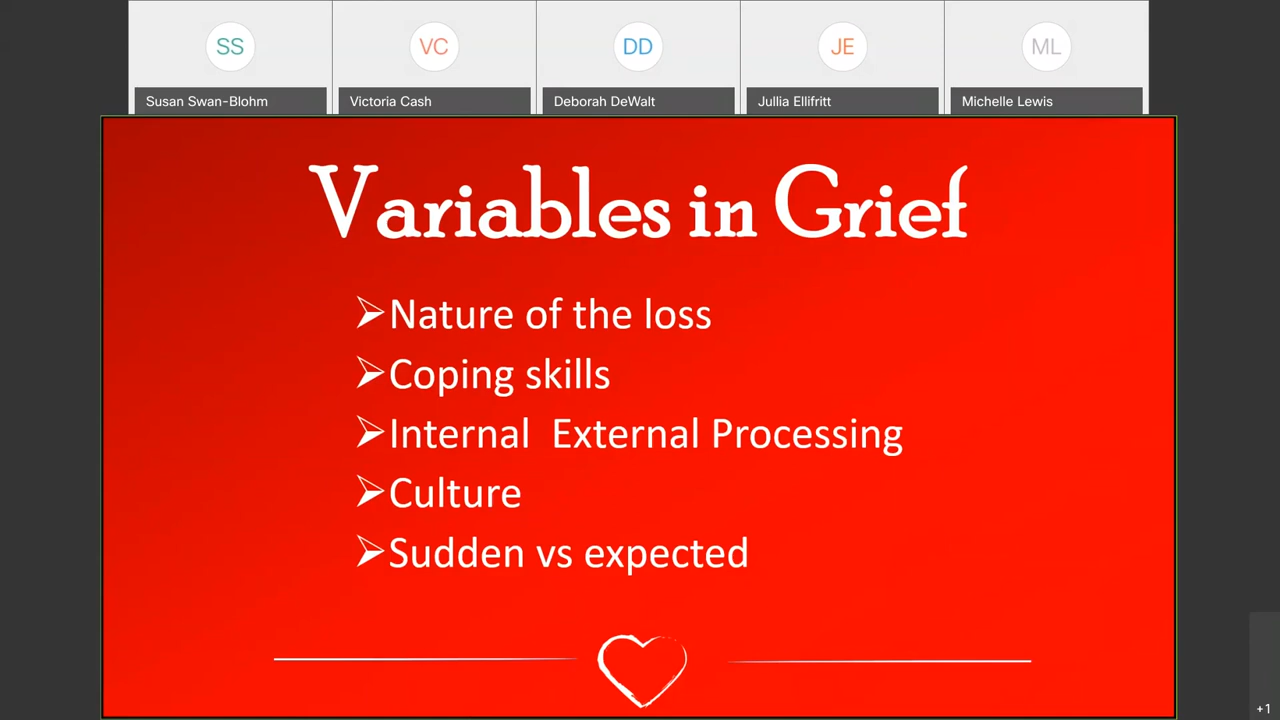 SS
VC
DD
JE
ML
Susan Swan-Blohm
Victoria Cash
Deborah DeWalt
Jullia Ellifritt
Michelle Lewis
Variables in Grief
➢Nature of the loss
➢Coping skills
➢Internal  External Processing
➢Culture
➢Sudden vs expected
+1